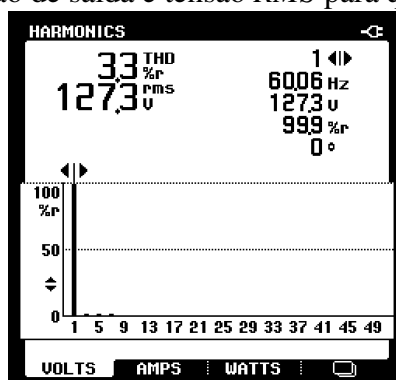 to de saída e tensão RMS para
HARMONICS
3,3 THD %r
127,3 rms V
1
60,06 Hz
127,3 V
99,9 %r
0 °
100
%r
50
0
1 5 9 13 17 21 25 29 33 37 41 45 49
VOLTS AMPS WATTS